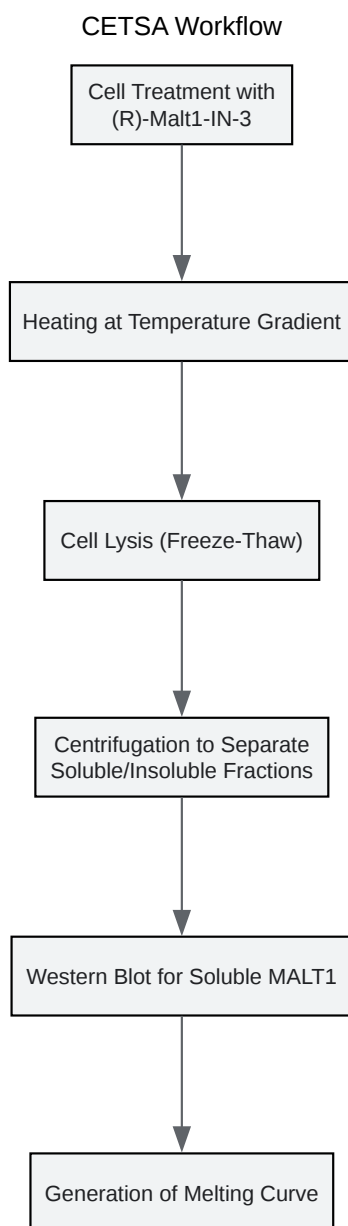 CETSA Workflow
Cell Treatment with
(R)-Malt1-IN-3
Heating at Temperature Gradient
Cell Lysis (Freeze-Thaw)
Centrifugation to Separate
Soluble/Insoluble Fractions
Western Blot for Soluble MALT1
Generation of Melting Curve